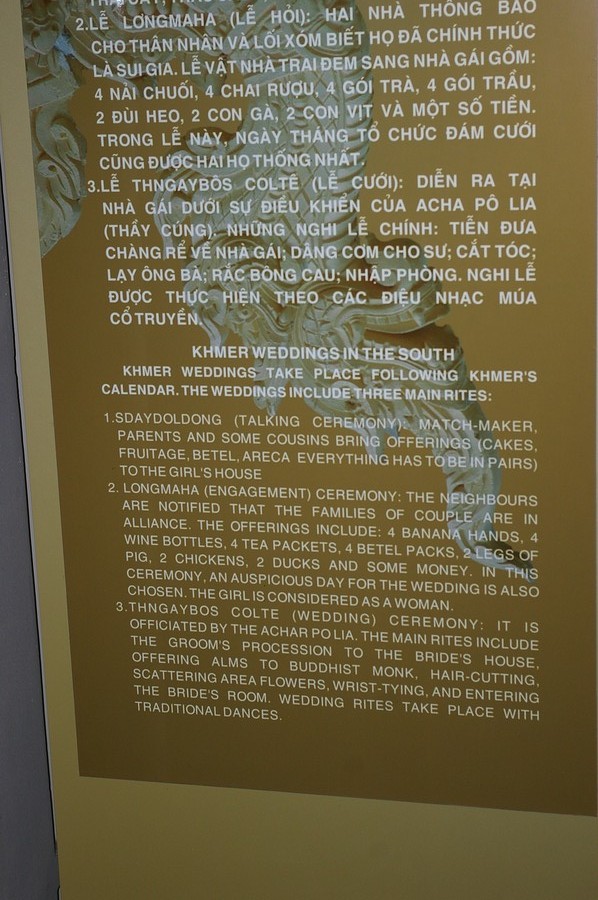 2.LỄ LƠNGMAHA (LỄ HỎI): HAI NHÀ THÔNG BÁO
CHO THÂN NHÂN VÀ LỐI XÓM BIẾT HỌ ĐÃ CHÍNH THỨC
LÀ SUI GIA. LỄ VẬT NHÀ TRAI ĐEM SANG NHÀ GÁI GỒM:
4 NẢI CHUỐI, 4 CHAI RƯỢU, 4 GÓI TRÀ, 4 GÓI TRẦU,
2 ĐÙI HEO, 2 CON GÀ, 2 CON VỊT VÀ MỘT SỐ TIỀN.
TRONG LỄ NÀY, NGÀY THÁNG TỔ CHỨC ĐÁM CƯỚI
CŨNG ĐƯỢC HAI HỌ THỐNG NHẤT.
3.LỄ THNGAYBÔS COLTÊ (LỄ CƯỚI): DIỄN RA TẠI
NHÀ GÁI DƯỚI SỰ ĐIỀU KHIỂN CỦA ACHA PÔ LIA
(THẦY CÚNG). NHỮNG NGHI LỄ CHÍNH: TIỄN ĐƯA
CHÀNG RỂ VỀ NHÀ GÁI; DÂNG CƠM CHO SƯ; CẮT TÓC;
LẠY ÔNG BÀ; RẮC BÔNG CAU; NHẬP PHÒNG. NGHI LỄ
ĐƯỢC THỰC HIỆN THEO CÁC ĐIỆU NHẠC MÚA
CỔ TRUYỀN.
KHMER WEDDINGS IN THE SOUTH
KHMER WEDDINGS TAKE PLACE FOLLOWING KHMER'S
CALENDAR. THE WEDDINGS INCLUDE THREE MAIN RITES:
1.SDAYDOLDONG (TALKING CEREMONY): MATCH-MAKER,
PARENTS AND SOME COUSINS BRING OFFERINGS (CAKES,
FRUITAGE, BETEL, ARECA EVERYTHING HAS TO BE IN PAIRS)
TO THE GIRL'S HOUSE
2. LONGMAHA (ENGAGEMENT) CEREMONY: THE NEIGHBOURS
ARE NOTIFIED THAT THE FAMILIES OF COUPLE ARE IN
ALLIANCE. THE OFFERINGS INCLUDE: 4 BANANA HANDS, 4
WINE BOTTLES, 4 TEA PACKETS, 4 BETEL PACKS, 2 LEGS OF
PIG, 2 CHICKENS, 2 DUCKS AND SOME MONEY. IN THIS
CEREMONY, AN AUSPICIOUS DAY FOR THE WEDDING IS ALSO
CHOSEN. THE GIRL IS CONSIDERED AS A WOMAN.
3.THNGAYBOS COLTE (WEDDING) CEREMONY: IT IS
OFFICIATED BY THE ACHAR PO LIA. THE MAIN RITES INCLUDE
THE GROOM'S PROCESSION TO THE BRIDE'S HOUSE,
OFFERING ALMS TO BUDDHIST MONK, HAIR-CUTTING,
SCATTERING AREA FLOWERS, WRIST-TYING, AND ENTERING
THE BRIDE'S ROOM. WEDDING RITES TAKE PLACE WITH
TRADITIONAL DANCES.